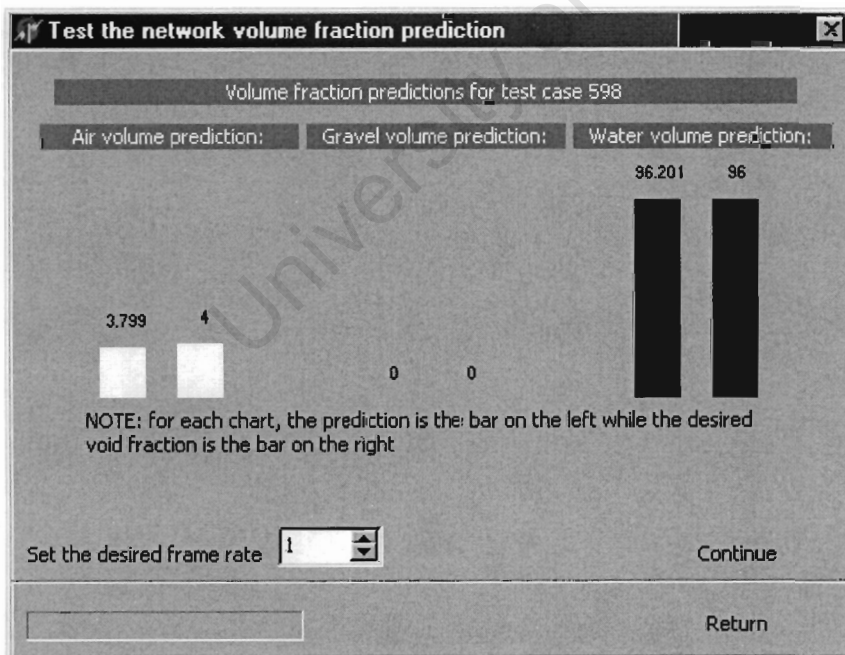 Test the network volume fraction prediction
Volume fraction predictions for test case 598
Air volume prediction:
Gravel volume prediction:
Water volume prediction:
96.201
96
3.799
4
0
0
NOTE: for each chart, the prediction is the bar on the left while the desired
void fraction is the bar on the right
Set the desired frame rate
1
Continue
Return
University of